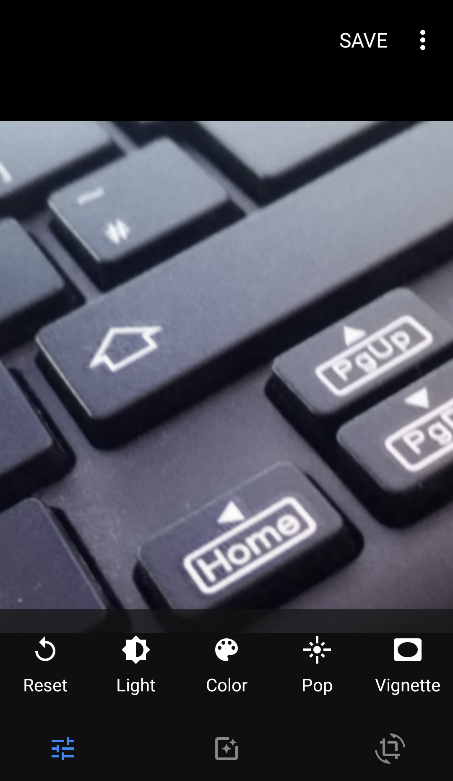 SAVE
~
#
PgUp
Home
Reset
Light
Color
Pop
Vignette